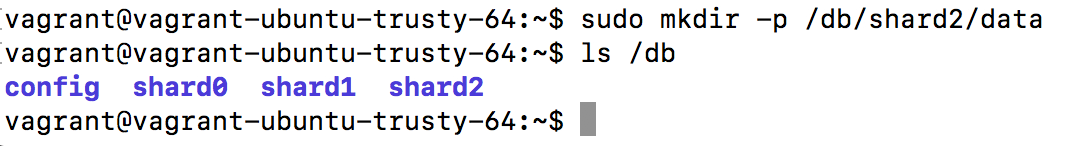 vagrant@vagrant-ubuntu-trusty-64:~$ sudo mkdir -p /db/shard2/data
vagrant@vagrant-ubuntu-trusty-64:~$ ls /db
config  shard0  shard1  shard2
vagrant@vagrant-ubuntu-trusty-64:~$